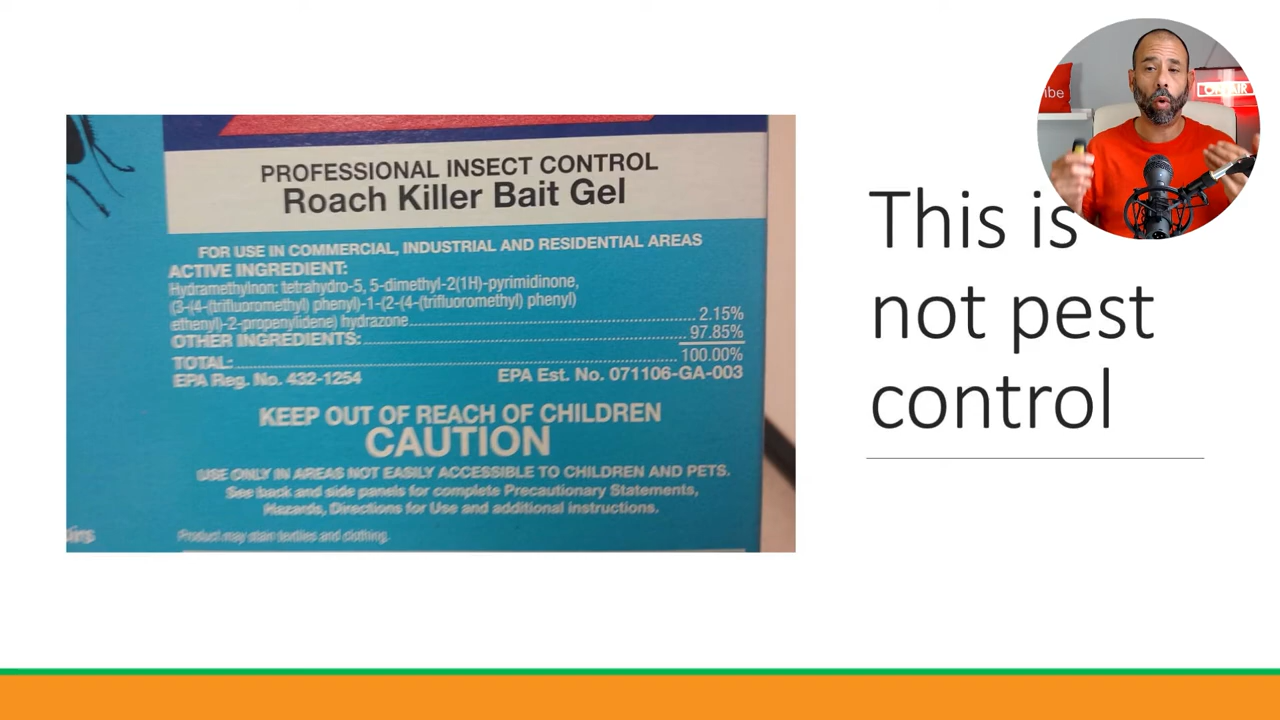 PROFESSIONAL INSECT CONTROL
Roach Killer Bait Gel
FOR USE IN COMMERCIAL, INDUSTRIAL AND RESIDENTIAL AREAS
ACTIVE INGREDIENT:
Hydramethylnon: tetrahydro-5, 5-dimethyl-2(1H)-pyrimidinone,
(3-(4-(trifluoromethyl) phenyl)-1-(2-(4-(trifluoromethyl) phenyl)
ethenyl)-2-propenylidene) hydrazone 2.15%
OTHER INGREDIENTS: 97.85%
TOTAL: 100.00%
EPA Reg. No. 432-1254 EPA Est. No. 071106-GA-003
KEEP OUT OF REACH OF CHILDREN
CAUTION
USE ONLY IN AREAS NOT EASILY ACCESSIBLE TO CHILDREN AND PETS.
See back and side panels for complete Precautionary Statements,
Hazards, Directions for Use and additional instructions.
Product may stain textiles and clothing.
This is
not pest
control
ibe
ON AIR